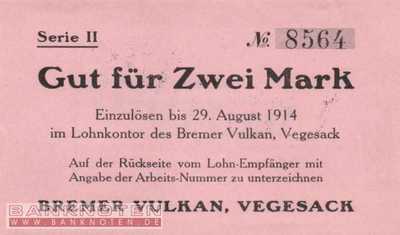 Serie II
№ 8564
Gut für Zwei Mark
Einzulösen bis 29. August 1914
im Lohnkontor des Bremer Vulkan, Vegesack
Auf der Rückseite vom Lohn-Empfänger mit
Angabe der Arbeits-Nummer zu unterzeichnen
BREMER VULKAN, VEGESACK
BANKNOTEN
WWW.BANKNOTEN.DE